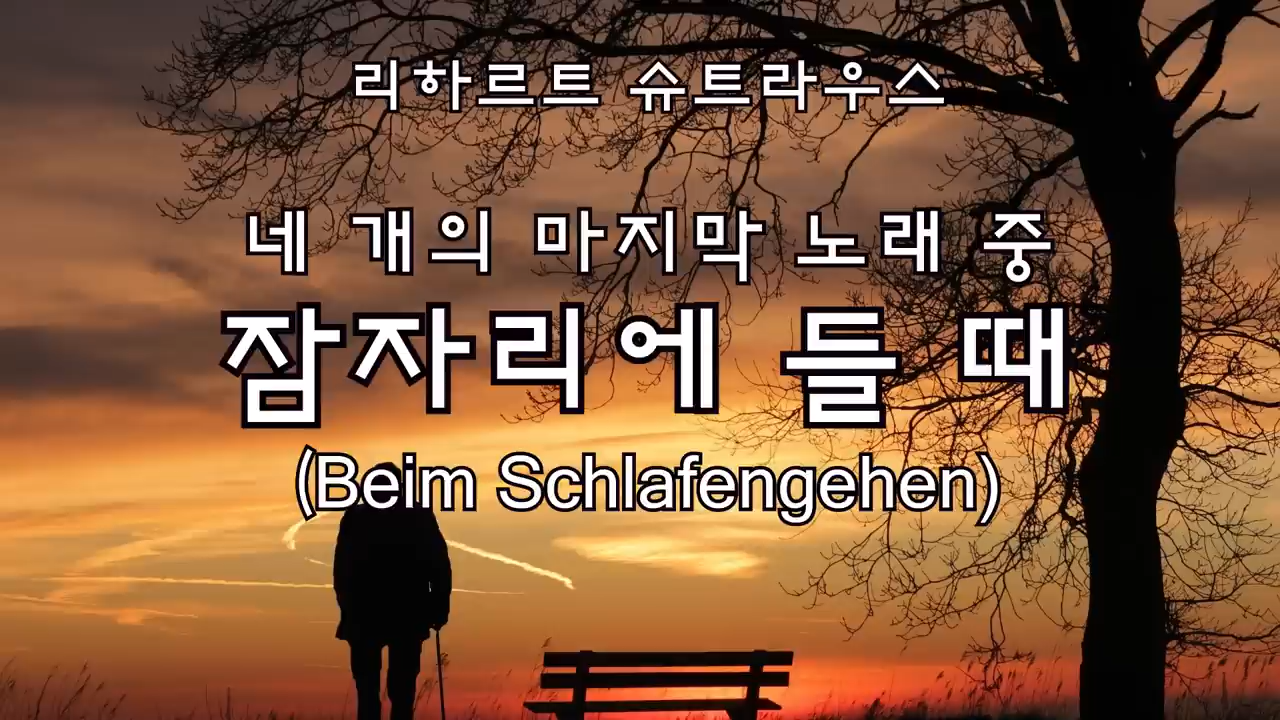 리하르트 슈트라우스
네 개의 마지막 노래 중
잠자리에 들 때
(Beim Schlafengehen)